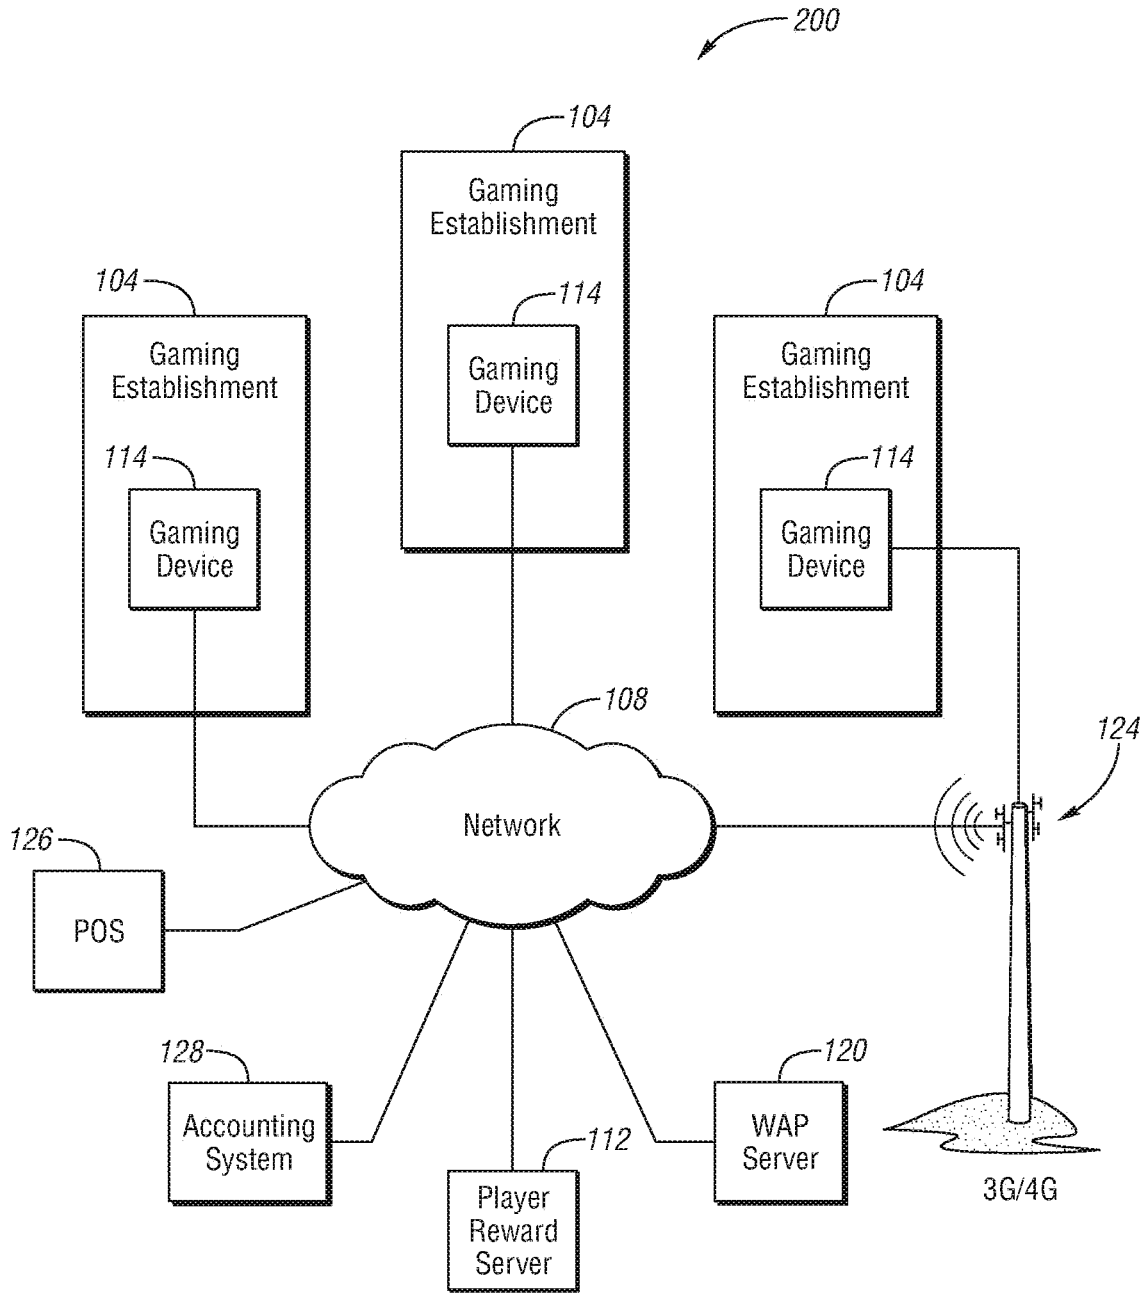 200
104
Gaming
Establishment
114
Gaming
Device
104
Gaming
Establishment
114
Gaming
Device
104
Gaming
Establishment
114
Gaming
Device
108
Network
124
126
POS
128
Accounting
System
112
Player
Reward
Server
120
WAP
Server
3G/4G